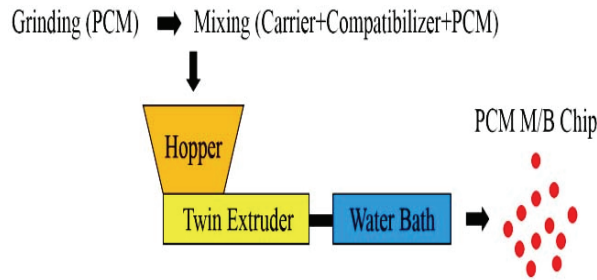 Grinding (PCM) Mixing (Carrier+Compatibilizer+PCM)
Hopper
PCM M/B Chip
Twin Extruder Water Bath